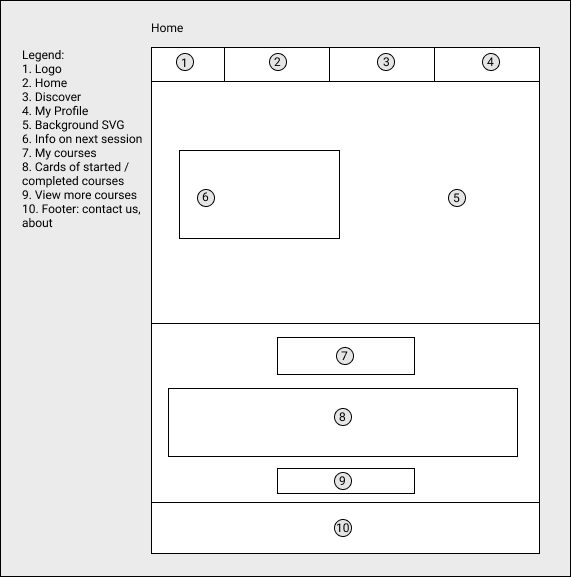 Home
Legend:
1. Logo
2. Home
3. Discover
4. My Profile
5. Background SVG
6. Info on next session
7. My courses
8. Cards of started /
completed courses
9. View more courses
10. Footer: contact us,
about
1 2 3 4
6 5
7
8
9
10